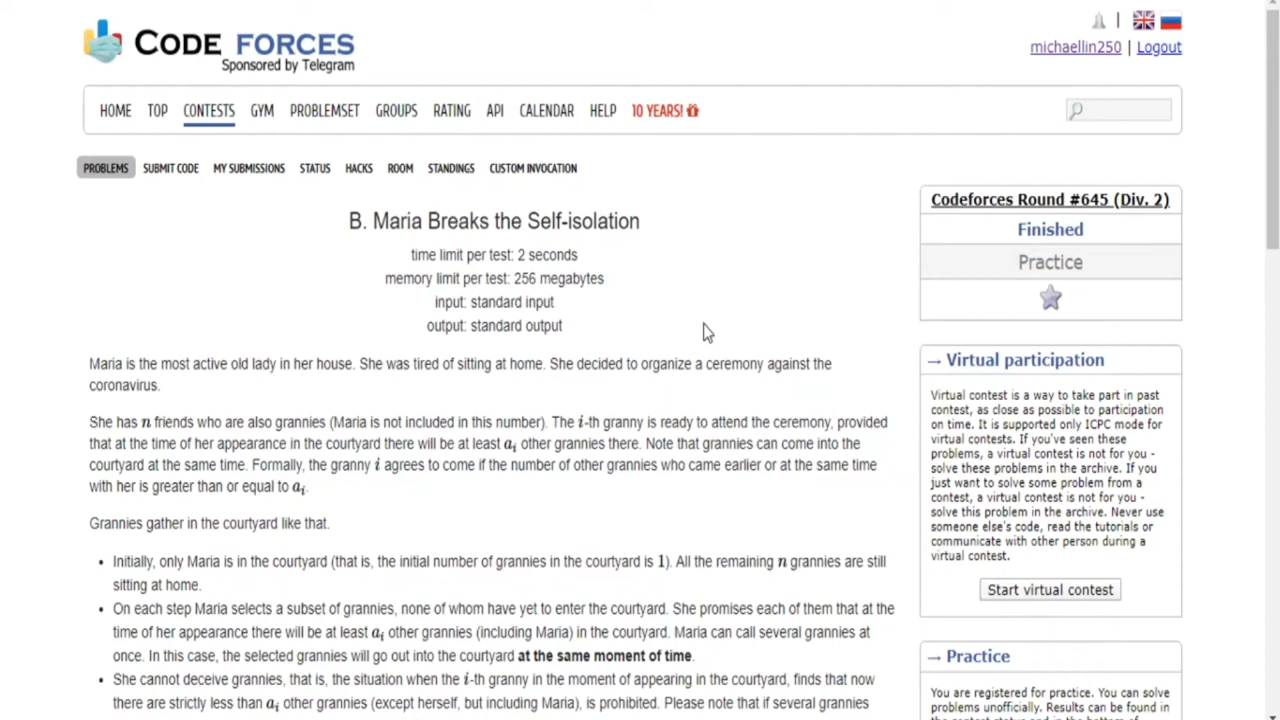 CODE FORCES
Sponsored by Telegram
michaellin250 | Logout
HOME TOP CONTESTS GYM PROBLEMSET GROUPS RATING API CALENDAR HELP 10 YEARS!
PROBLEMS SUBMIT CODE MY SUBMISSIONS STATUS HACKS ROOM STANDINGS CUSTOM INVOCATION
B. Maria Breaks the Self-isolation
time limit per test: 2 seconds
memory limit per test: 256 megabytes
input: standard input
output: standard output
Maria is the most active old lady in her house. She was tired of sitting at home. She decided to organize a ceremony against the
coronavirus.
She has n friends who are also grannies (Maria is not included in this number). The i-th granny is ready to attend the ceremony, provided
that at the time of her appearance in the courtyard there will be at least a_i other grannies there. Note that grannies can come into the
courtyard at the same time. Formally, the granny i agrees to come if the number of other grannies who came earlier or at the same time
with her is greater than or equal to a_i.
Grannies gather in the courtyard like that.
• Initially, only Maria is in the courtyard (that is, the initial number of grannies in the courtyard is 1). All the remaining n grannies are still
sitting at home.
• On each step Maria selects a subset of grannies, none of whom have yet to enter the courtyard. She promises each of them that at the
time of her appearance there will be at least a_i other grannies (including Maria) in the courtyard. Maria can call several grannies at
once. In this case, the selected grannies will go out into the courtyard at the same moment of time.
• She cannot deceive grannies, that is, the situation when the i-th granny in the moment of appearing in the courtyard, finds that now
there are strictly less than a_i other grannies (except herself, but including Maria), is prohibited. Please note that if several grannies
Codeforces Round #645 (Div. 2)
Finished
Practice
→ Virtual participation
Virtual contest is a way to take part in past
contest, as close as possible to participation
on time. It is supported only ICPC mode for
virtual contests. If you've seen these
problems, a virtual contest is not for you -
solve these problems in the archive. If you
just want to solve some problem from a
contest, a virtual contest is not for you -
solve this problem in the archive. Never use
someone else's code, read the tutorials or
communicate with other person during a
virtual contest.
Start virtual contest
→ Practice
You are registered for practice. You can solve
problems unofficially. Results can be found in